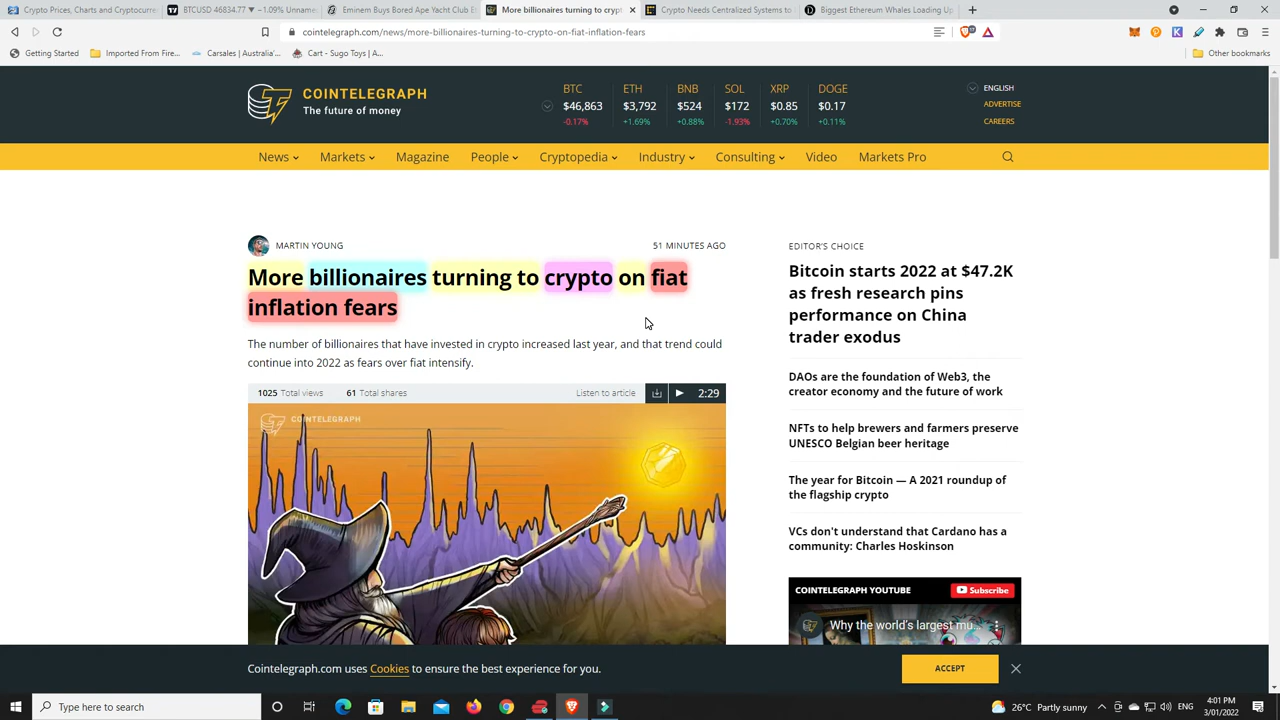 Crypto Prices, Charts and Cryptocurr
BTCUSD 46834.77 ▼ −1.09% Unname
Eminem Buys Bored Ape Yacht Club E
More billionaires turning to crypt
Crypto Needs Centralized Systems to
Biggest Ethereum Whales Loading Up
cointelegraph.com/news/more-billionaires-turning-to-crypto-on-fiat-inflation-fears
Getting Started
Imported From Fire...
Carsales | Australia'...
Cart - Sugo Toys | A...
Other bookmarks
COINTELEGRAPH
The future of money
BTC ETH BNB SOL XRP DOGE
$46,863 $3,792 $524 $172 $0.85 $0.17
-0.17% +1.69% +0.88% -1.93% +0.70% +0.11%
ENGLISH
ADVERTISE
CAREERS
News Markets Magazine People Cryptopedia Industry Consulting Video Markets Pro
MARTIN YOUNG
51 MINUTES AGO
More billionaires turning to crypto on fiat
inflation fears
The number of billionaires that have invested in crypto increased last year, and that trend could
continue into 2022 as fears over fiat intensify.
1025 Total views 61 Total shares Listen to article 2:29
COINTELEGRAPH
EDITOR'S CHOICE
Bitcoin starts 2022 at $47.2K
as fresh research pins
performance on China
trader exodus
DAOs are the foundation of Web3, the
creator economy and the future of work
NFTs to help brewers and farmers preserve
UNESCO Belgian beer heritage
The year for Bitcoin — A 2021 roundup of
the flagship crypto
VCs don't understand that Cardano has a
community: Charles Hoskinson
COINTELEGRAPH YOUTUBE
Subscribe
Why the world's largest mu...
Cointelegraph.com uses Cookies to ensure the best experience for you.
ACCEPT
Type here to search
26°C Partly sunny
ENG
4:01 PM
3/01/2022